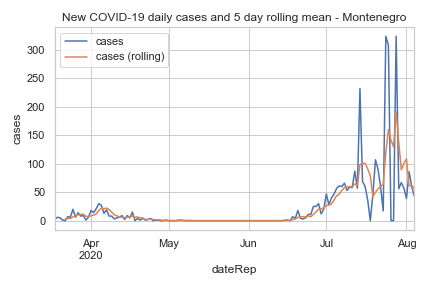 New COVID-19 daily cases and 5 day rolling mean - Montenegro
cases
cases (rolling)
300
250
200
150
100
50
0
cases
Apr
2020
May
Jun
Jul
Aug
dateRep